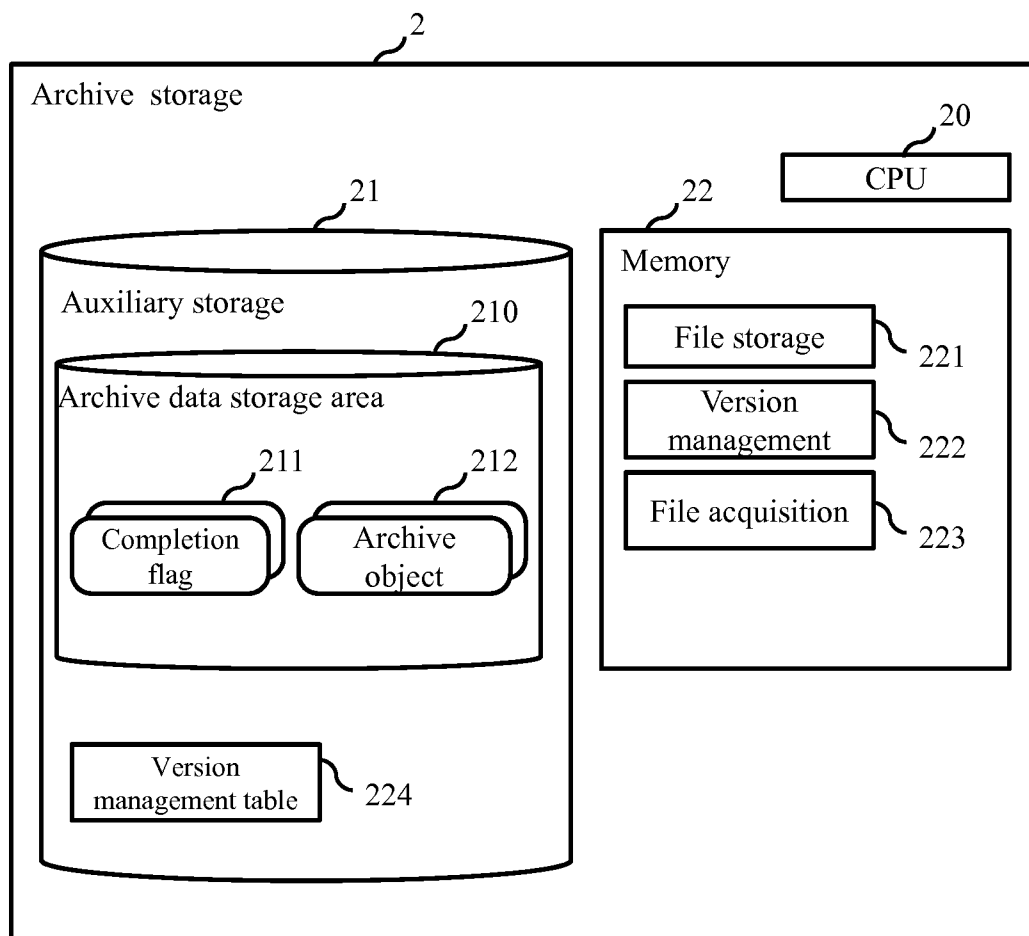 2
Archive storage
20
CPU
21
22
Auxiliary storage
Memory
210
File storage
221
Archive data storage area
Version
management
222
211
212
File acquisition
223
Completion
flag
Archive
object
Version
management table
224